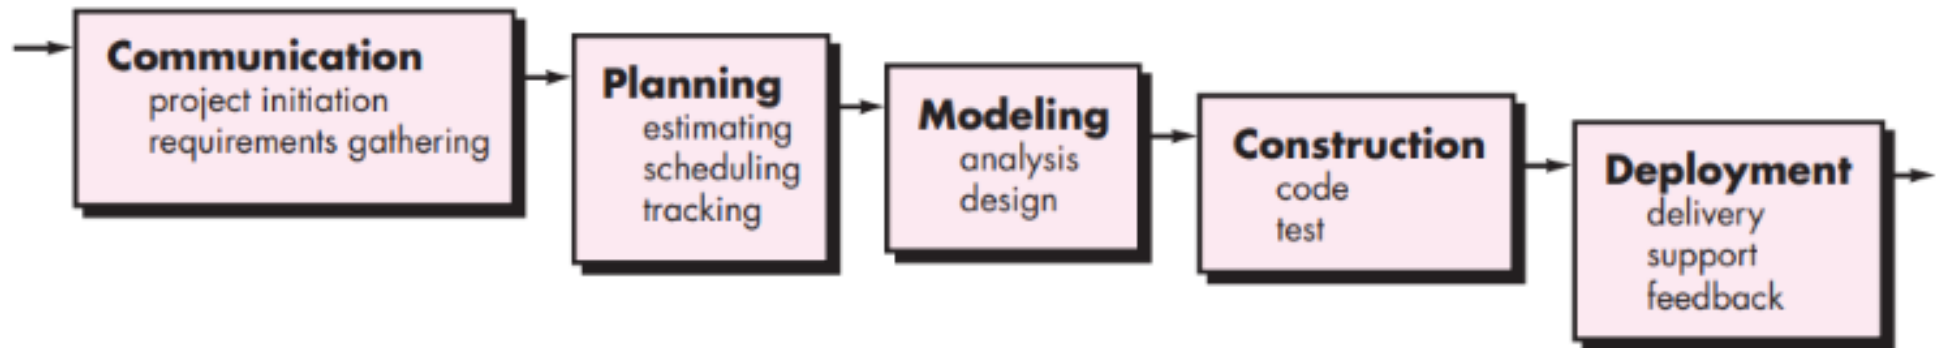 Communication
project initiation
requirements gathering
Planning
estimating
scheduling
tracking
Modeling
analysis
design
Construction
code
test
Deployment
delivery
support
feedback